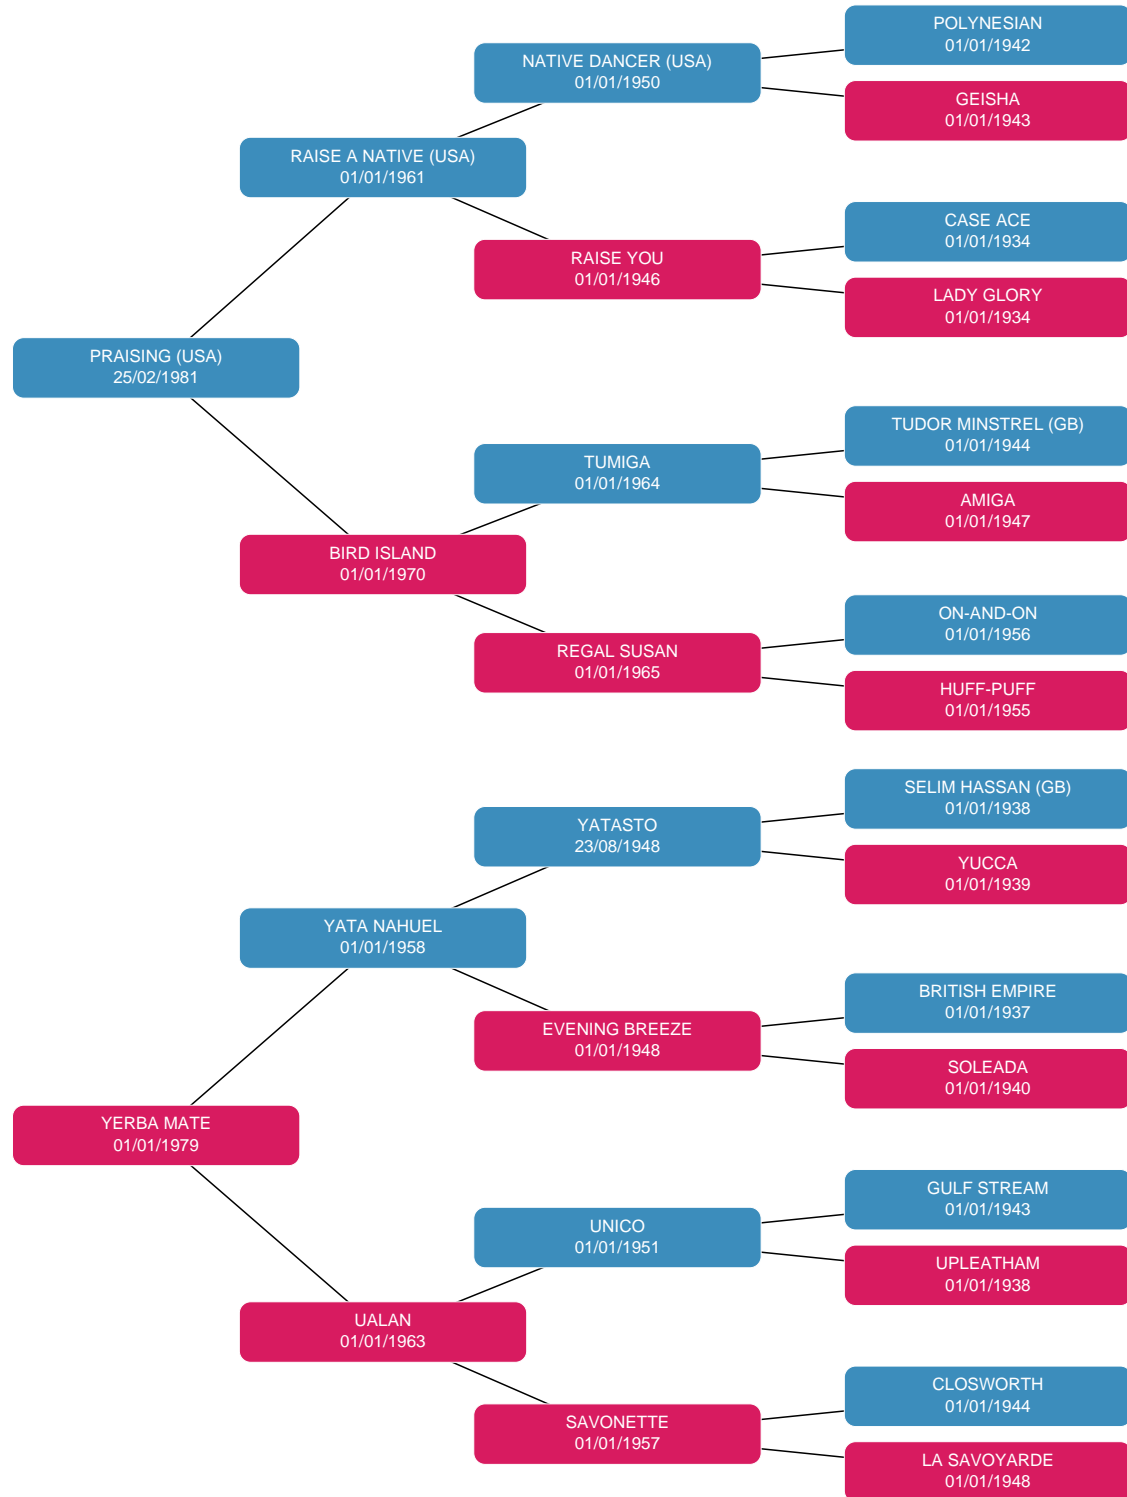 POLYNESIAN
01/01/1942
NATIVE DANCER (USA)
01/01/1950
GEISHA
01/01/1943
RAISE A NATIVE (USA)
01/01/1961
CASE ACE
01/01/1934
RAISE YOU
01/01/1946
LADY GLORY
01/01/1934
PRAISING (USA)
25/02/1981
TUDOR MINSTREL (GB)
01/01/1944
TUMIGA
01/01/1964
AMIGA
01/01/1947
BIRD ISLAND
01/01/1970
ON-AND-ON
01/01/1956
REGAL SUSAN
01/01/1965
HUFF-PUFF
01/01/1955
SELIM HASSAN (GB)
01/01/1938
YATASTO
23/08/1948
YUCCA
01/01/1939
YATA NAHUEL
01/01/1958
BRITISH EMPIRE
01/01/1937
EVENING BREEZE
01/01/1948
SOLEADA
01/01/1940
YERBA MATE
01/01/1979
GULF STREAM
01/01/1943
UNICO
01/01/1951
UPLEATHAM
01/01/1938
UALAN
01/01/1963
CLOSWORTH
01/01/1944
SAVONETTE
01/01/1957
LA SAVOYARDE
01/01/1948